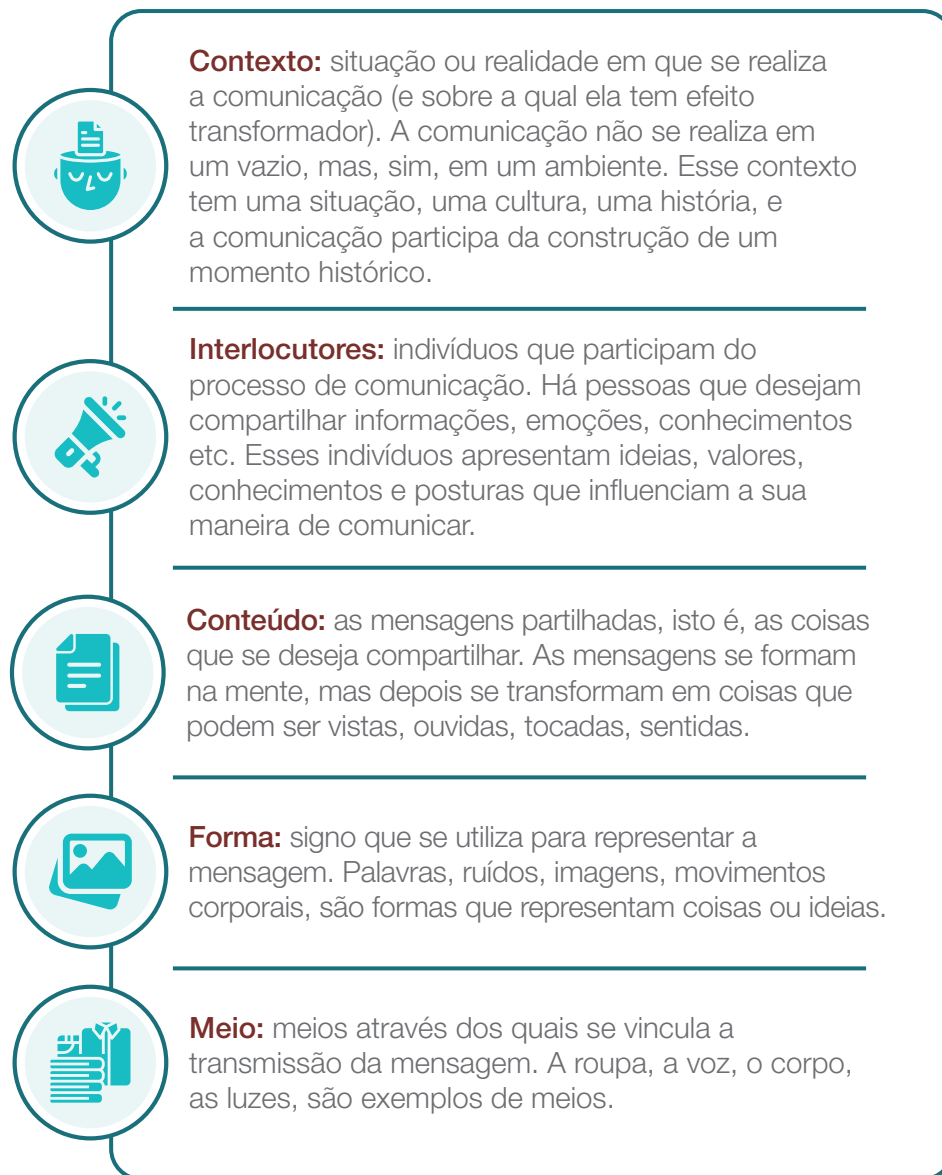 Contexto: situação ou realidade em que se realiza
a comunicação (e sobre a qual ela tem efeito
transformador). A comunicação não se realiza em
um vazio, mas, sim, em um ambiente. Esse contexto
tem uma situação, uma cultura, uma história, e
a comunicação participa da construção de um
momento histórico.
Interlocutores: indivíduos que participam do
processo de comunicação. Há pessoas que desejam
compartilhar informações, emoções, conhecimentos
etc. Esses indivíduos apresentam ideias, valores,
conhecimentos e posturas que influenciam a sua
maneira de comunicar.
Conteúdo: as mensagens partilhadas, isto é, as coisas
que se deseja compartilhar. As mensagens se formam
na mente, mas depois se transformam em coisas que
podem ser vistas, ouvidas, tocadas, sentidas.
Forma: signo que se utiliza para representar a
mensagem. Palavras, ruídos, imagens, movimentos
corporais, são formas que representam coisas ou ideias.
Meio: meios através dos quais se vincula a
transmissão da mensagem. A roupa, a voz, o corpo,
as luzes, são exemplos de meios.